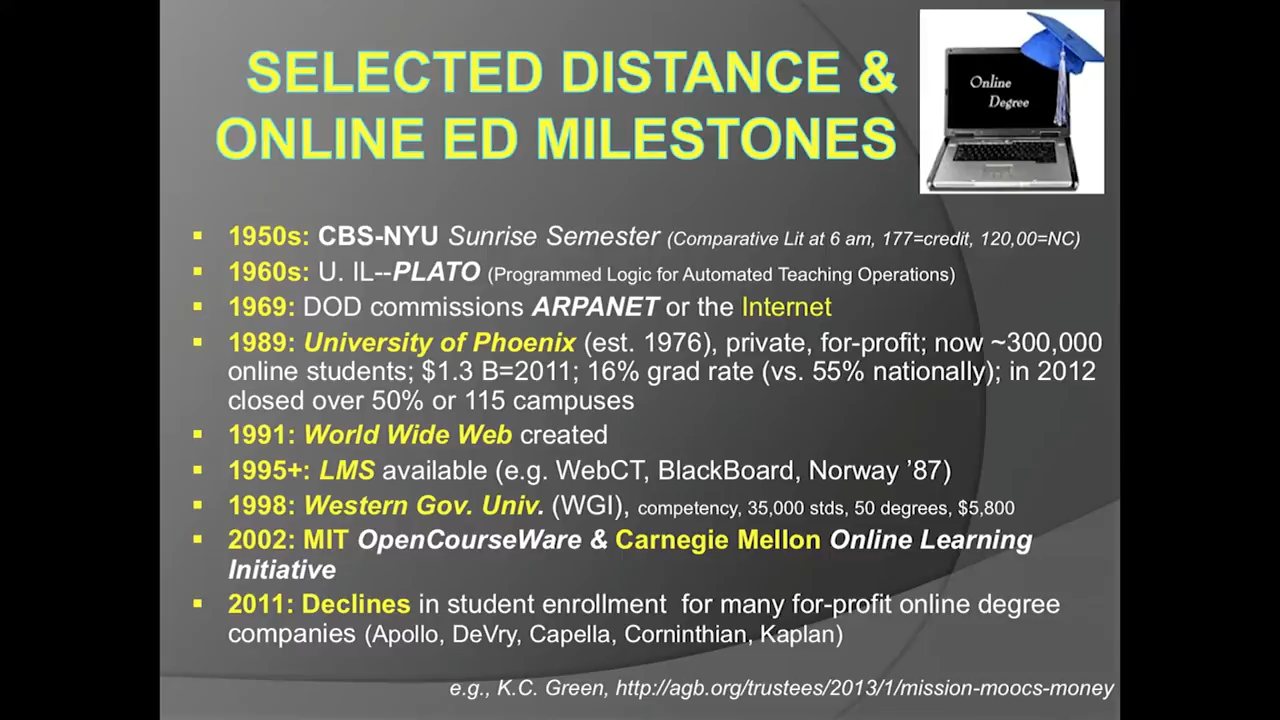 SELECTED DISTANCE &
ONLINE ED MILESTONES
Online
Degree
▪ 1950s: CBS-NYU Sunrise Semester (Comparative Lit at 6 am, 177=credit, 120,00=NC)
▪ 1960s: U. IL--PLATO (Programmed Logic for Automated Teaching Operations)
▪ 1969: DOD commissions ARPANET or the Internet
▪ 1989: University of Phoenix (est. 1976), private, for-profit; now ~300,000
online students; $1.3 B=2011; 16% grad rate (vs. 55% nationally); in 2012
closed over 50% or 115 campuses
▪ 1991: World Wide Web created
▪ 1995+: LMS available (e.g. WebCT, BlackBoard, Norway ’87)
▪ 1998: Western Gov. Univ. (WGI), competency, 35,000 stds, 50 degrees, $5,800
▪ 2002: MIT OpenCourseWare & Carnegie Mellon Online Learning
Initiative
▪ 2011: Declines in student enrollment for many for-profit online degree
companies (Apollo, DeVry, Capella, Corninthian, Kaplan)
e.g., K.C. Green, http://agb.org/trustees/2013/1/mission-moocs-money